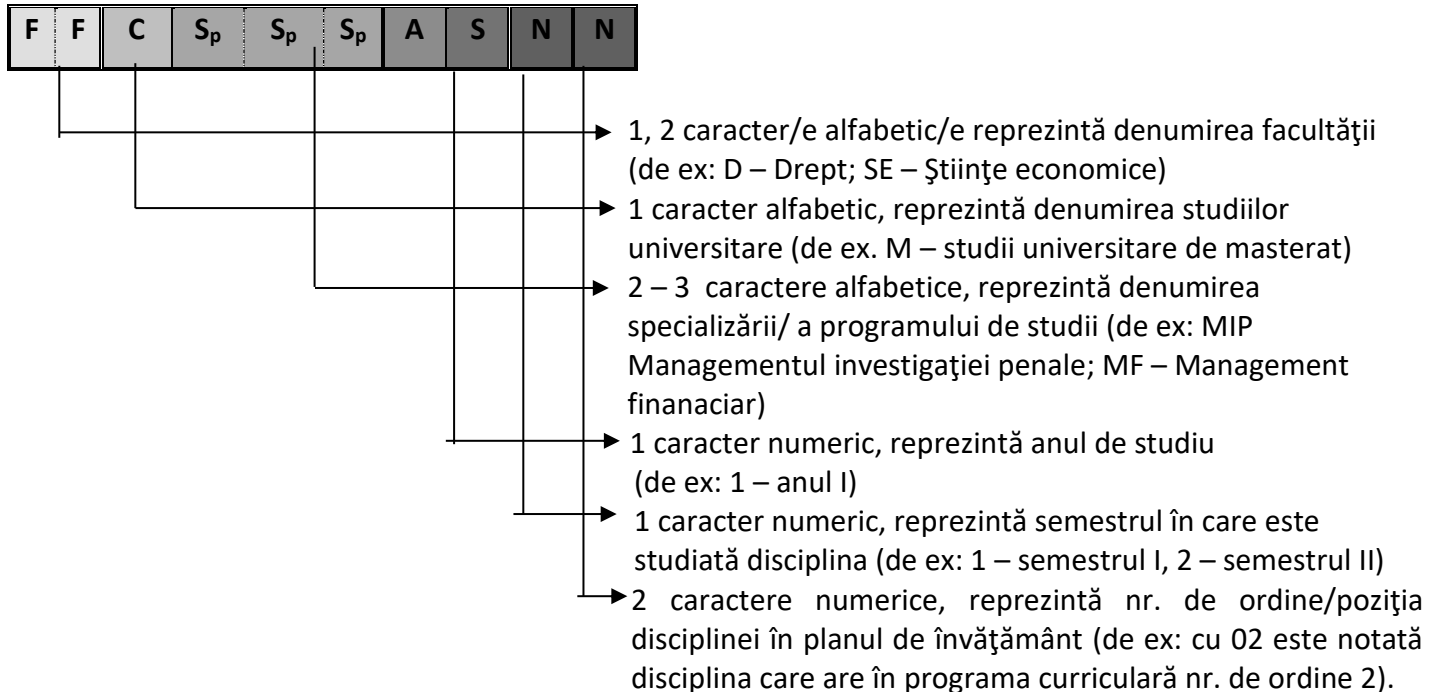 F F C Sp Sp Sp A S N N
1, 2 caracter/e alfabetic/e reprezintă denumirea facultăţii
(de ex: D – Drept; SE – Ştiinţe economice)
1 caracter alfabetic, reprezintă denumirea studiilor
universitare (de ex. M – studii universitare de masterat)
2 – 3 caractere alfabetice, reprezintă denumirea
specializării/ a programului de studii (de ex: MIP
Managementul investigaţiei penale; MF – Management
finanaciar)
1 caracter numeric, reprezintă anul de studiu
(de ex: 1 – anul I)
1 caracter numeric, reprezintă semestrul în care este
studiată disciplina (de ex: 1 – semestrul I, 2 – semestrul II)
2 caractere numerice, reprezintă nr. de ordine/poziţia
disciplinei în planul de învăţământ (de ex: cu 02 este notată
disciplina care are în programa curriculară nr. de ordine 2).